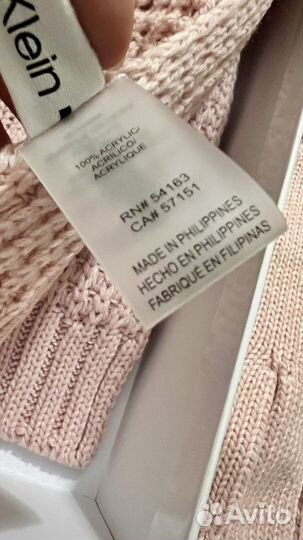 Klein
100% ACRYLIC/
ACRILICO/
ACRYLIQUE
RN# 54163
CA# 57151
MADE IN PHILIPPINES
HECHO EN PHILIPPINES
FABRIQUE EN FILIPINAS
Avito